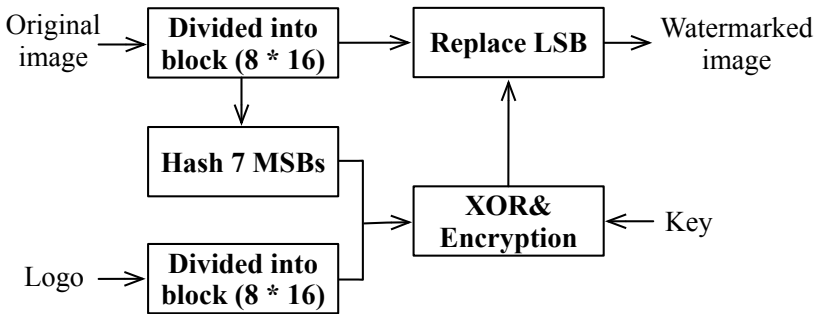 Original
image
Divided into
block (8 * 16)
Replace LSB
Watermarked
image
Hash 7 MSBs
XOR&
Encryption
Key
Logo
Divided into
block (8 * 16)